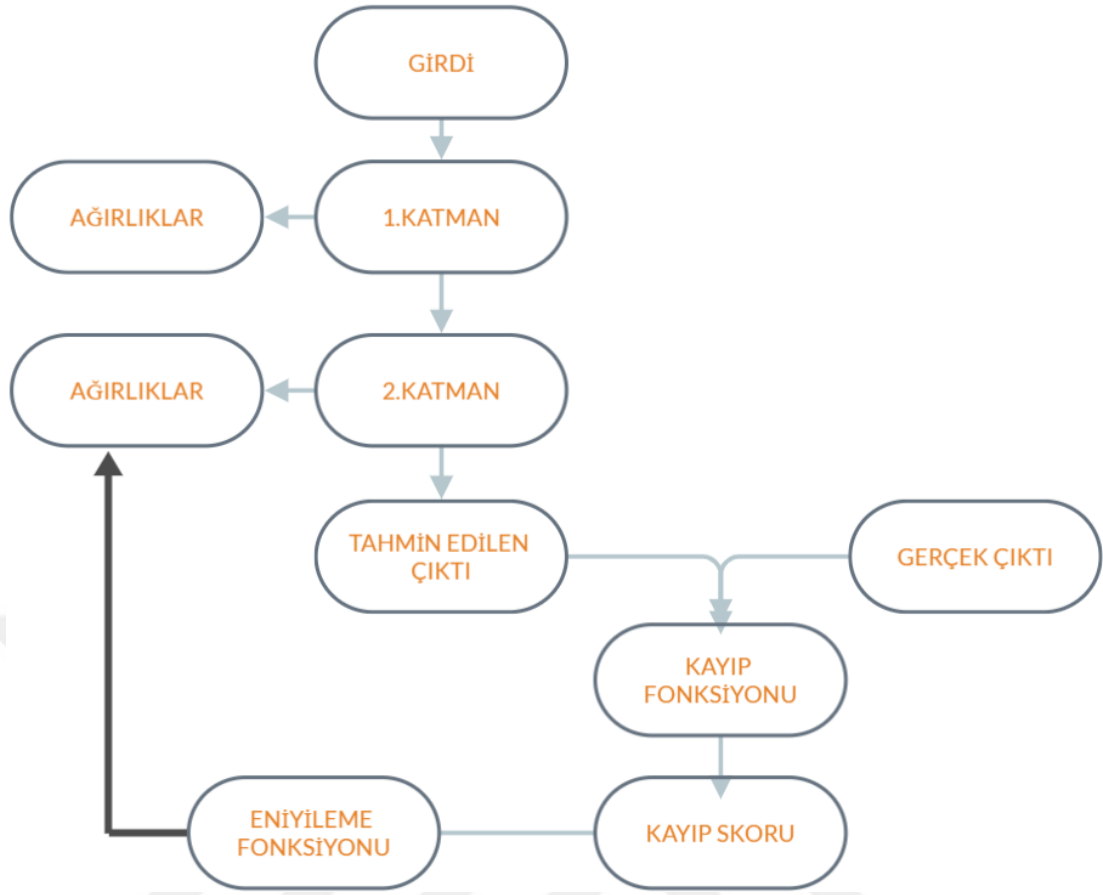 GİRDİ
AĞIRLIKLAR
1.KATMAN
AĞIRLIKLAR
2.KATMAN
TAHMİN EDİLEN
ÇIKTI
GERÇEK ÇIKTI
KAYIP
FONKSİYONU
ENİYİLEME
FONKSİYONU
KAYIP SKORU